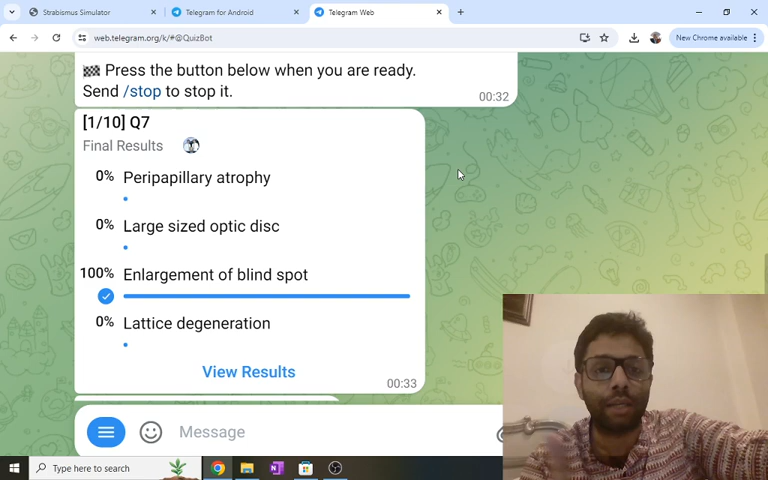 Strabismus Simulator
Telegram for Android
Telegram Web
web.telegram.org/k/#@QuizBot
New Chrome available
Press the button below when you are ready.
Send /stop to stop it.
00:32
[1/10] Q7
Final Results
0% Peripapillary atrophy
0% Large sized optic disc
100% Enlargement of blind spot
0% Lattice degeneration
View Results
00:33
Message
Type here to search